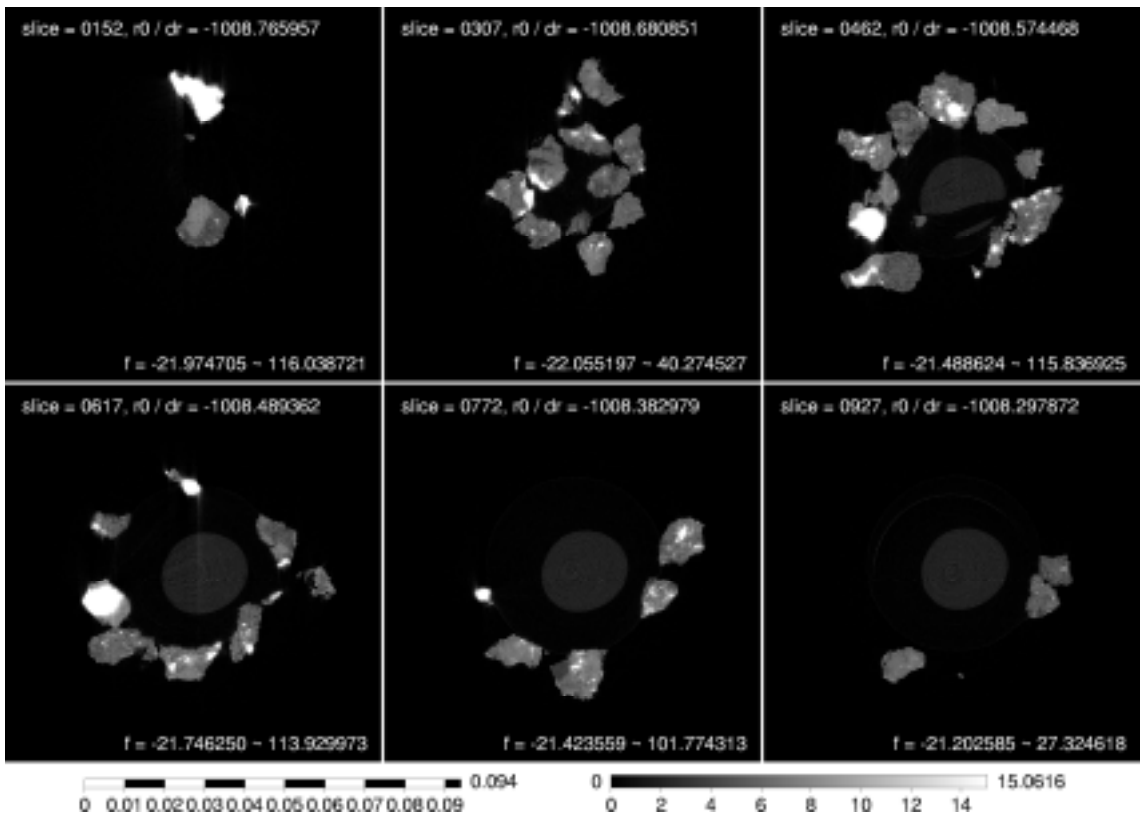 slice = 0152, r0 / dr = -1008.765957
f = -21.974705 ~ 116.038721
slice = 0307, r0 / dr = -1008.680851
f = -22.055197 ~ 40.274527
slice = 0462, r0 / dr = -1008.574468
f = -21.488624 ~ 115.836925
slice = 0617, r0 / dr = -1008.489362
f = -21.746250 ~ 113.929973
slice = 0772, r0 / dr = -1008.382979
f = -21.423559 ~ 101.774313
slice = 0927, r0 / dr = -1008.297872
f = -21.202585 ~ 27.324618
0.094
0 0.01 0.02 0.03 0.04 0.05 0.06 0.07 0.08 0.09
0 15.0616
0 2 4 6 8 10 12 14